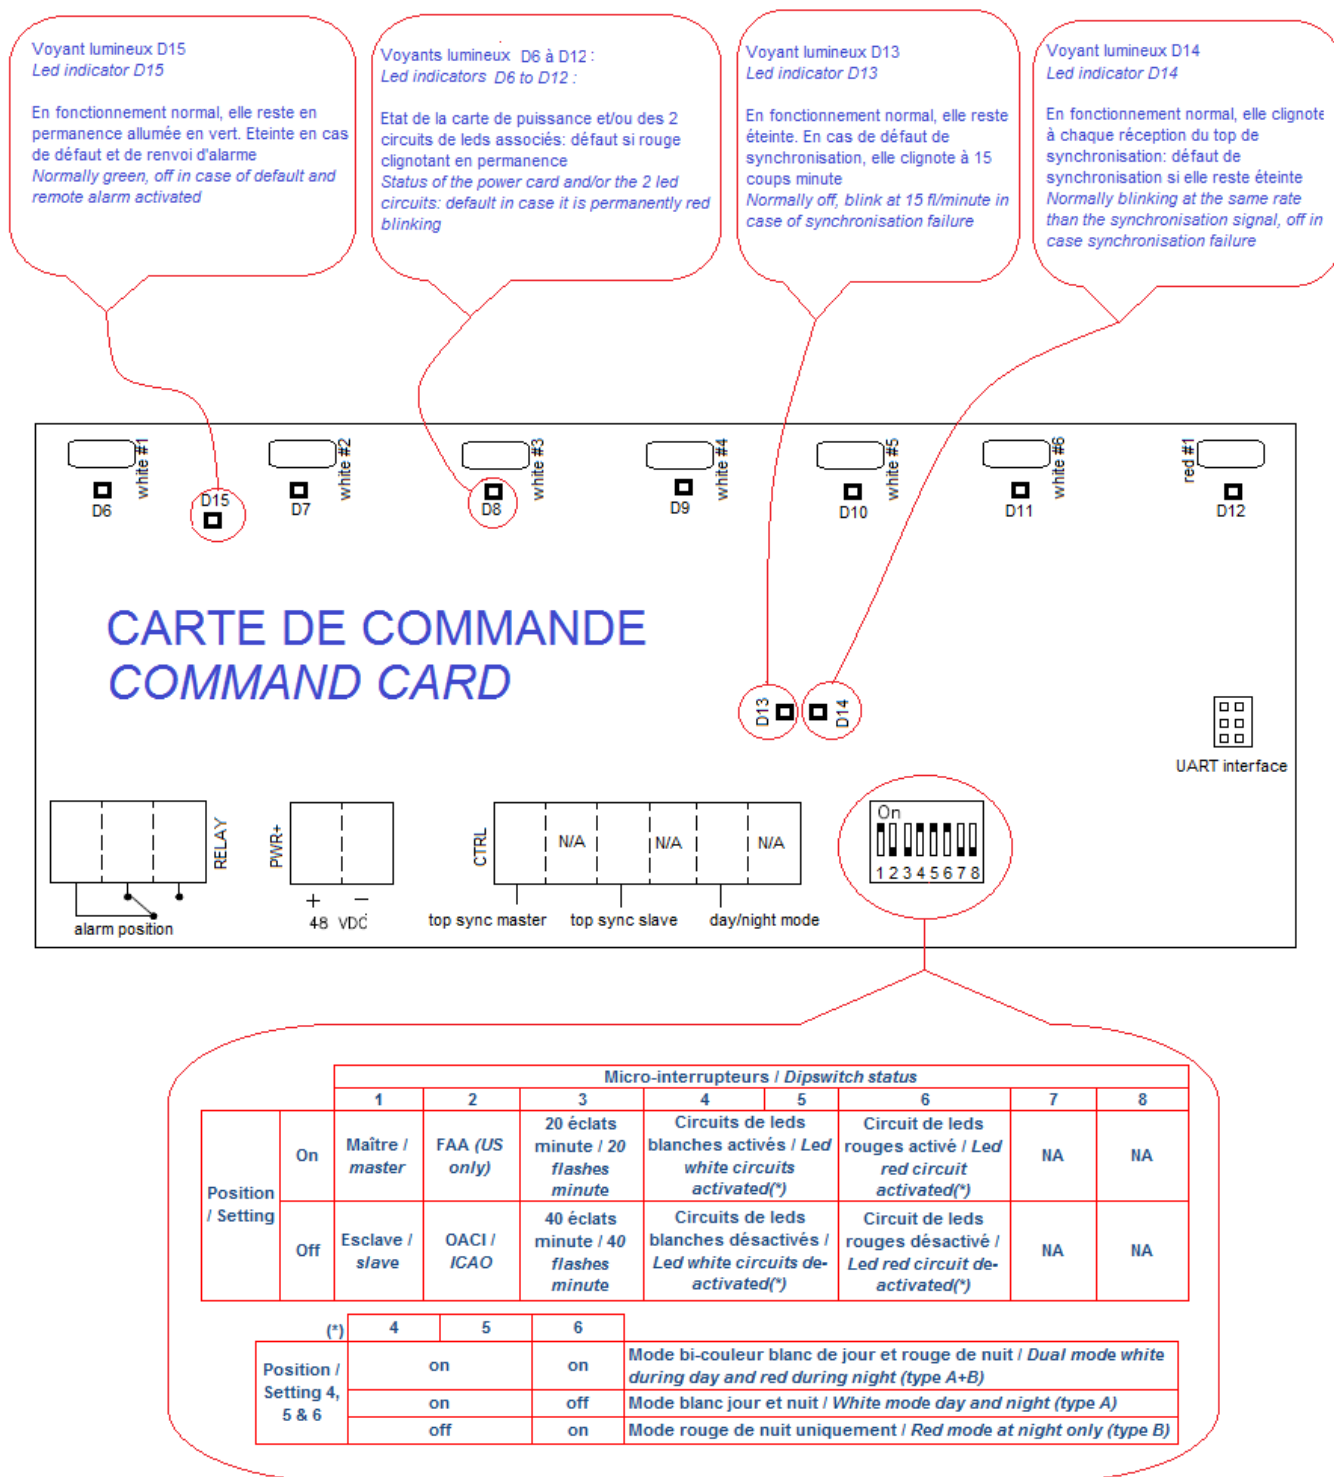 Voyant lumineux D15
Led indicator D15
En fonctionnement normal, elle reste en
permanence allumée en vert. Eteinte en cas
de défaut et de renvoi d'alarme
Normally green, off in case of default and
remote alarm activated
Voyants lumineux D6 à D12 :
Led indicators D6 to D12 :
Etat de la carte de puissance et/ou des 2
circuits de leds associés: défaut si rouge
clignotant en permanence
Status of the power card and/or the 2 led
circuits: default in case it is permanently red
blinking
Voyant lumineux D13
Led indicator D13
En fonctionnement normal, elle reste
éteinte. En cas de défaut de
synchronisation, elle clignote à 15
coups minute
Normally off, blink at 15 fl/minute in
case of synchronisation failure
Voyant lumineux D14
Led indicator D14
En fonctionnement normal, elle clignote
à chaque réception du top de
synchronisation: défaut de
synchronisation si elle reste éteinte
Normally blinking at the same rate
than the synchronisation signal, off in
case synchronisation failure
white #1
white #2
white #3
white #4
white #5
white #6
red #1
D6
D15
D7
D8
D9
D10
D11
D12
CARTE DE COMMANDE
COMMAND CARD
D13
D14
UART interface
RELAY
alarm position
PWR+
+ −
48 VDC
CTRL
N/A
N/A
N/A
top sync master
top sync slave
day/night mode
On
1 2 3 4 5 6 7 8
Micro-interrupteurs / Dipswitch status
1 2 3 4 5 6 7 8
Position
/ Setting
On
Maître /
master
FAA (US
only)
20 éclats
minute / 20
flashes
minute
Circuits de leds
blanches activés / Led
white circuits
activated(*)
Circuit de leds
rouges activé / Led
red circuit
activated(*)
NA
NA
Off
Esclave /
slave
OACI /
ICAO
40 éclats
minute / 40
flashes
minute
Circuits de leds
blanches désactivés /
Led white circuits de-
activated(*)
Circuit de leds
rouges désactivé /
Led red circuit de-
activated(*)
NA
NA
(*) 4 5 6
Position /
Setting 4,
5 & 6
on
on
Mode bi-couleur blanc de jour et rouge de nuit / Dual mode white
during day and red during night (type A+B)
on
off
Mode blanc jour et nuit / White mode day and night (type A)
off
on
Mode rouge de nuit uniquement / Red mode at night only (type B)